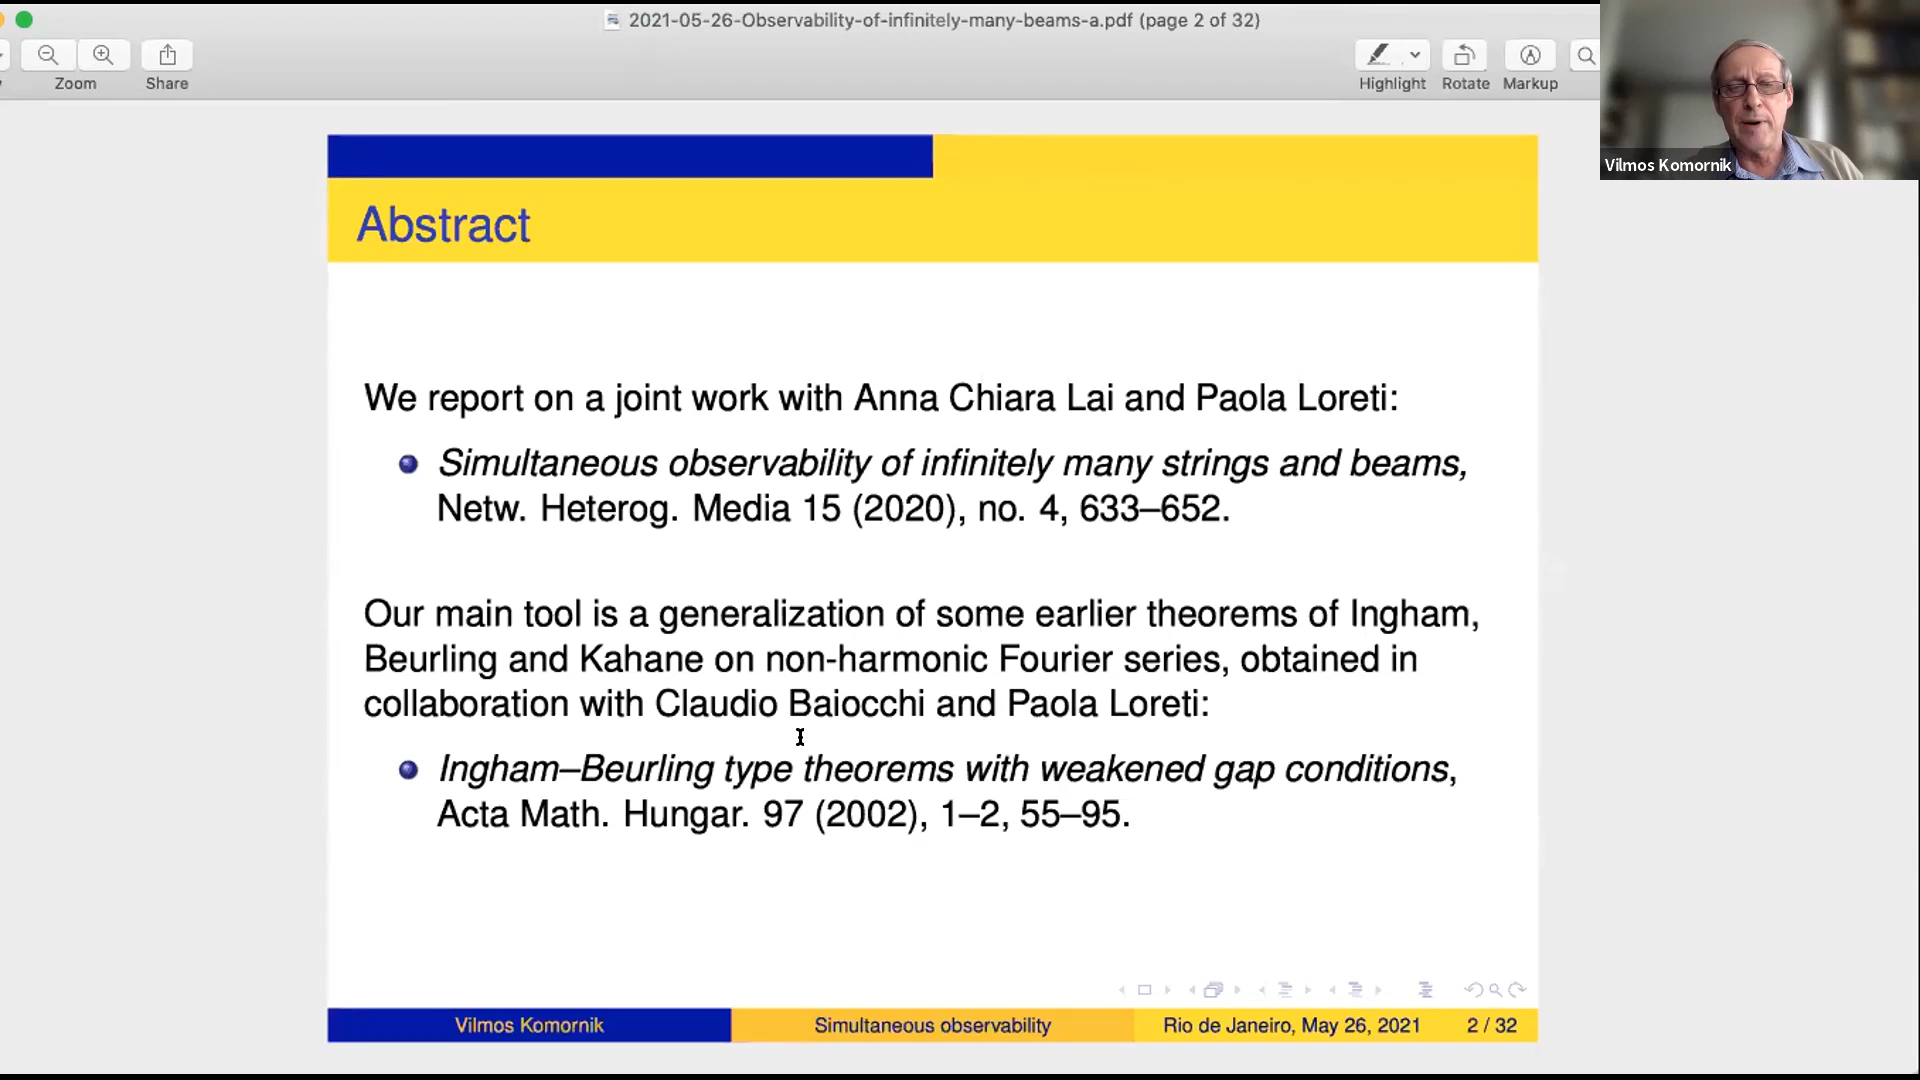 2021-05-26-Observability-of-infinitely-many-beams-a.pdf (page 2 of 32)
Zoom
Share
Highlight
Rotate
Markup
Vilmos Komornik
Abstract
We report on a joint work with Anna Chiara Lai and Paola Loreti:
Simultaneous observability of infinitely many strings and beams,
Netw. Heterog. Media 15 (2020), no. 4, 633–652.
Our main tool is a generalization of some earlier theorems of Ingham,
Beurling and Kahane on non-harmonic Fourier series, obtained in
collaboration with Claudio Baiocchi and Paola Loreti:
Ingham–Beurling type theorems with weakened gap conditions,
Acta Math. Hungar. 97 (2002), 1–2, 55–95.
Vilmos Komornik
Simultaneous observability
Rio de Janeiro, May 26, 2021
2 / 32